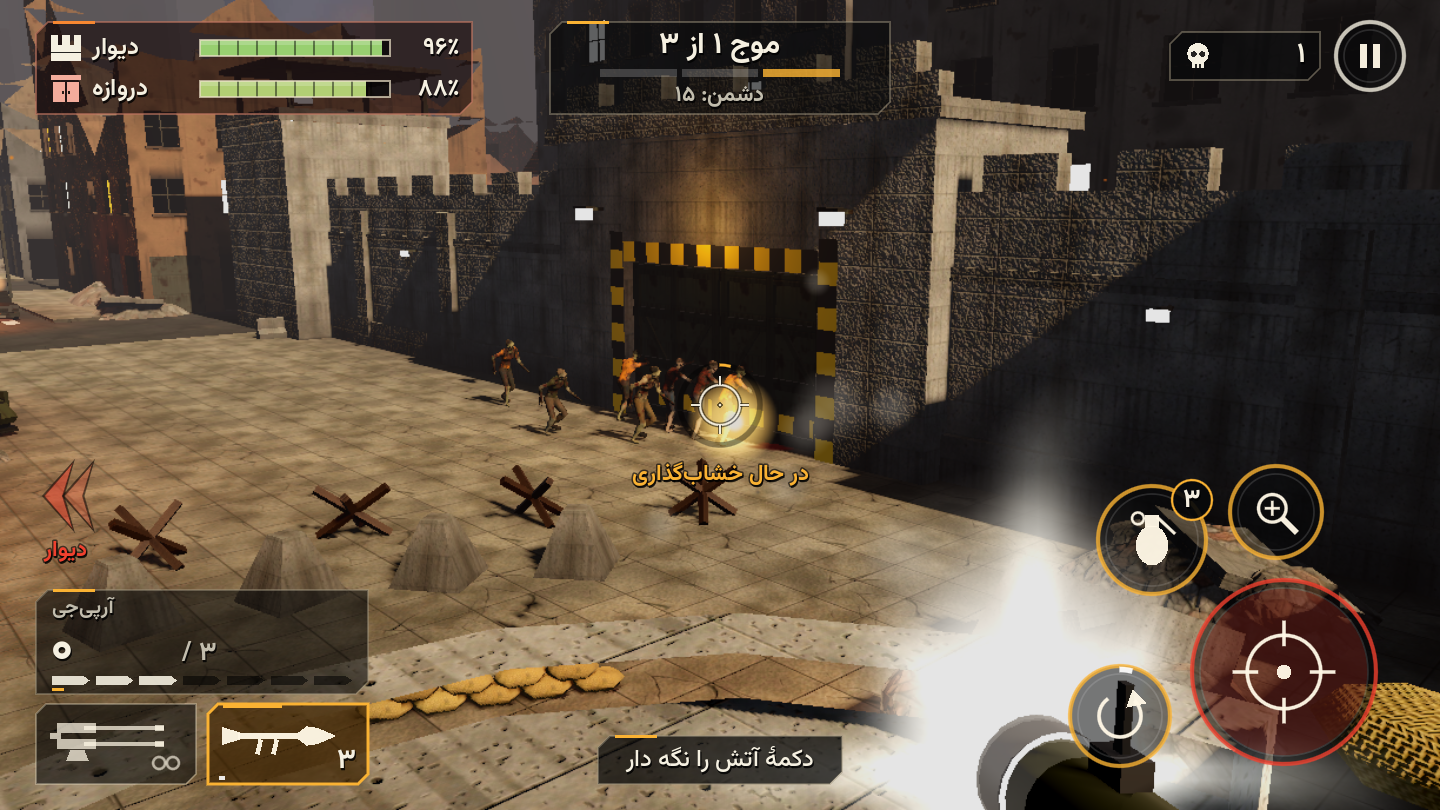 دیوار ۹۶٪
دروازه ۸۸٪
موج ۱ از ۳
دشمن: ۱۵
۱
در حال خشاب‌گذاری
دیوار
۳
آرپی‌جی
۰ / ۳
∞
۳
دکمهٔ آتش را نگه دار